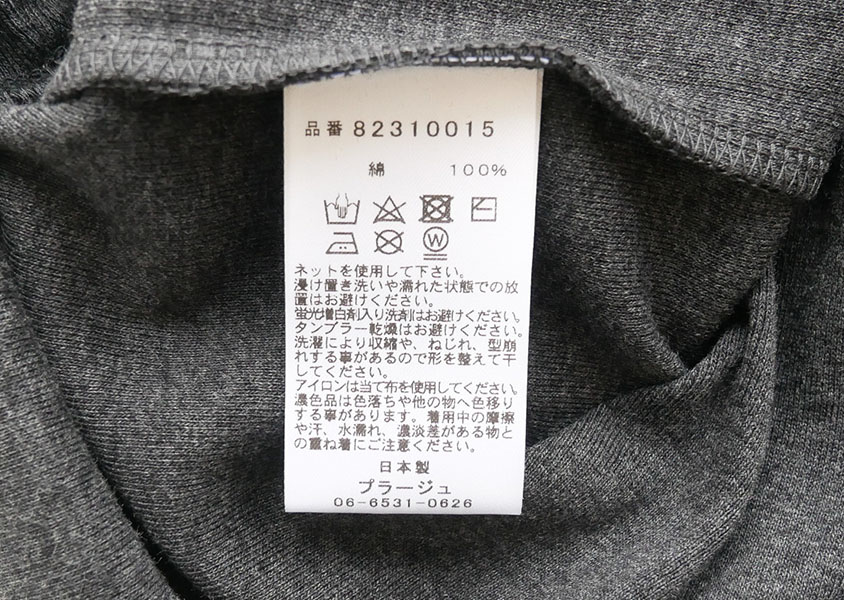 品番 82310015
綿 100%
W
ネットを使用して下さい。
浸け置き洗いや濡れた状態での放
置はお避けください。
蛍光増白剤入り洗剤はお避けください。
タンブラー乾燥はお避けください。
洗濯により収縮や、ねじれ、型崩
れする事があるので形を整えて干
してください。
アイロンは当て布を使用してください。
濃色品は色落ちや他の物へ色移り
する事があります。着用中の摩擦
や汗、水濡れ、濃淡差がある物と
の重ね着にご注意ください。
日本製
プラージュ
06-6531-0626